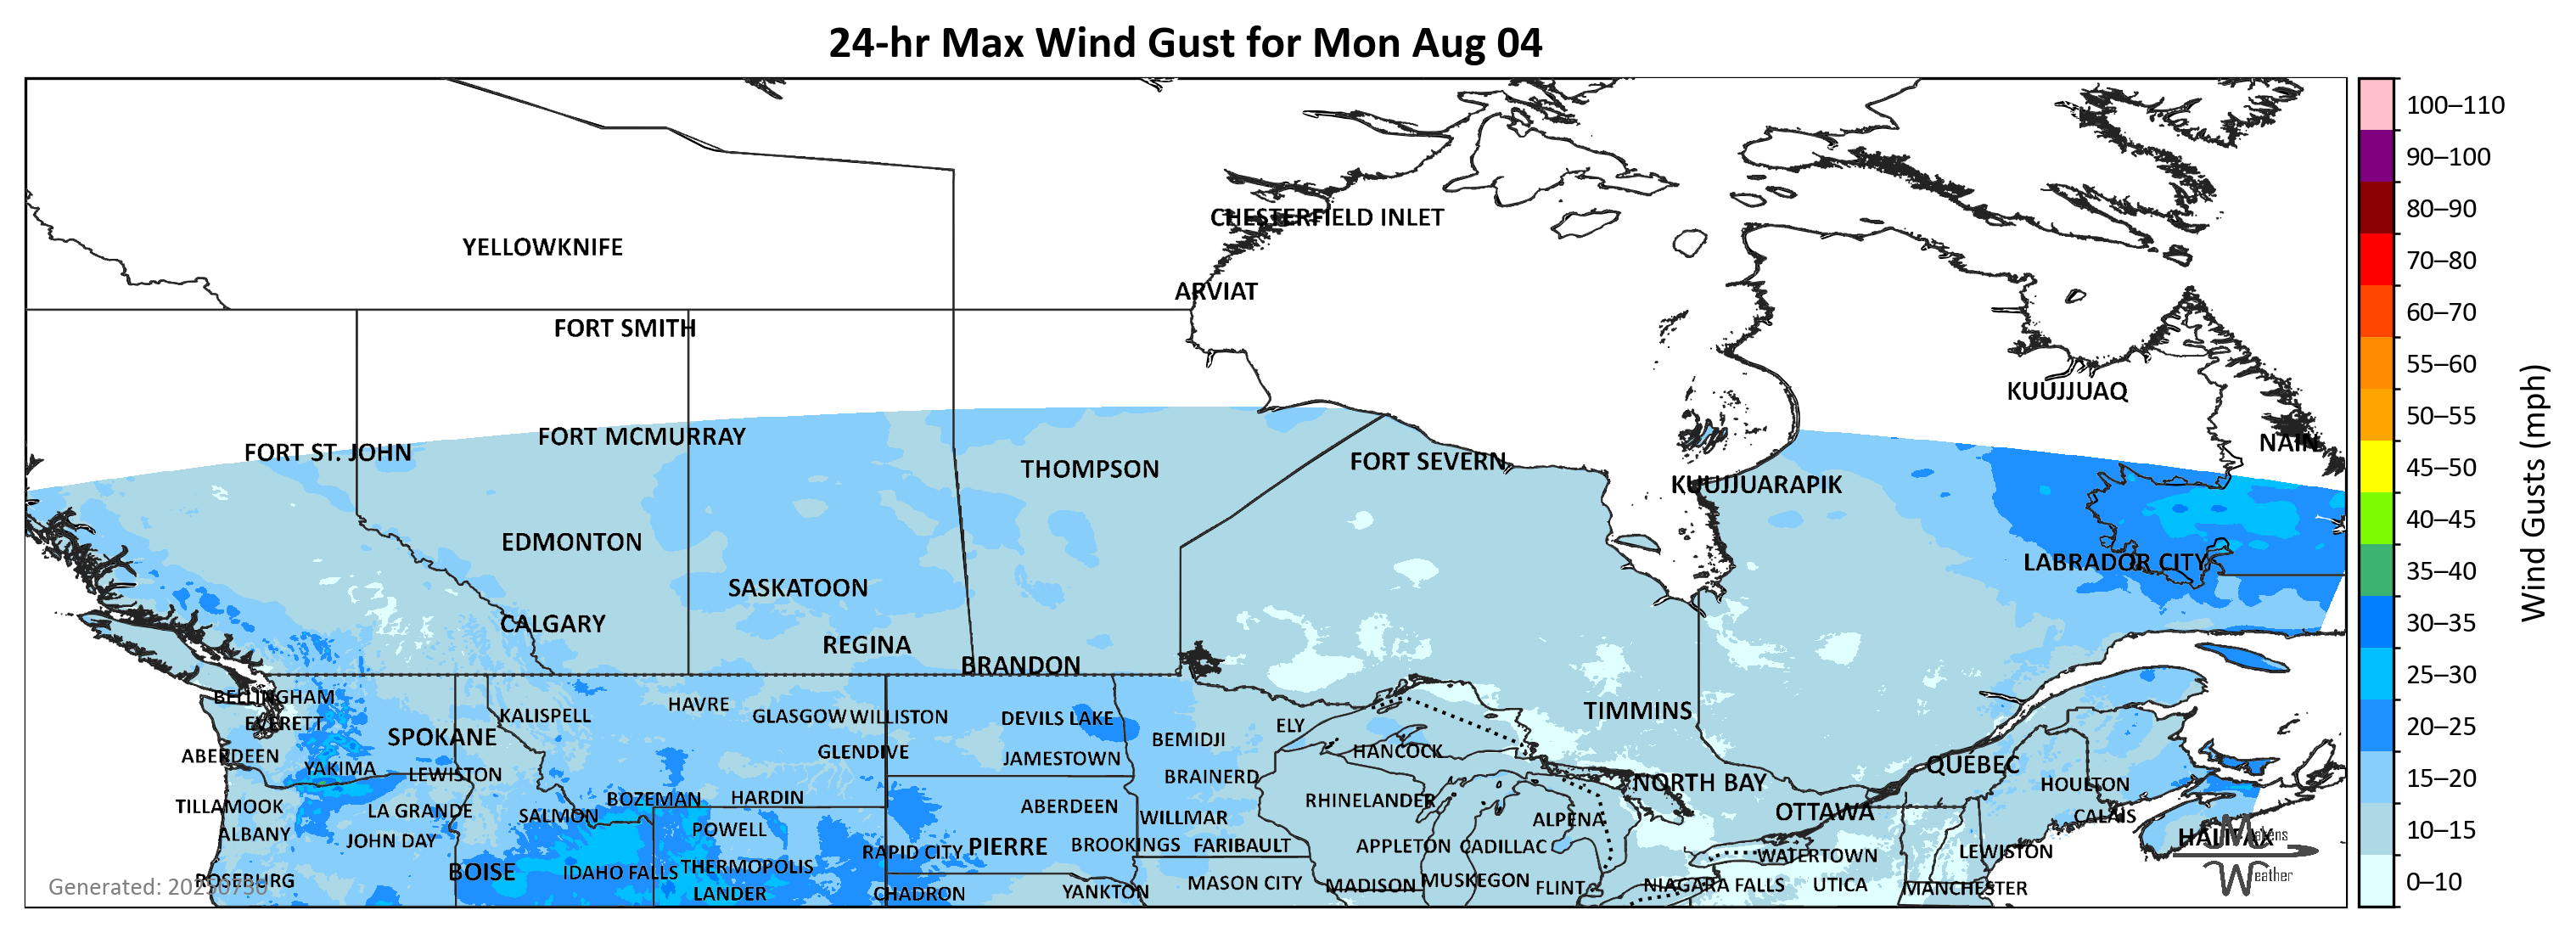 24-hr Max Wind Gust for Mon Aug 04
100–110
90–100
80–90
70–80
60–70
55–60
50–55
45–50
40–45
35–40
30–35
25–30
20–25
15–20
10–15
0–10
Wind Gusts (mph)
CHESTERFIELD INLET
YELLOWKNIFE
ARVIAT
FORT SMITH
KUUJJUAQ
FORT MCMURRAY
NAIN
FORT ST. JOHN
FORT SEVERN
THOMPSON
KUUJJUARAPIK
EDMONTON
LABRADOR CITY
SASKATOON
CALGARY
REGINA
BRANDON
BELLINGHAM
HAVRE
TIMMINS
KALISPELL
GLASGOW WILLISTON
DEVILS LAKE
EVERETT
ELY
SPOKANE
BEMIDJI
HANCOCK
GLENDIVE
ABERDEEN
JAMESTOWN
QUÉBEC
YAKIMA
LEWISTON
BRAINERD
NORTH BAY
HOULTON
BOZEMAN
HARDIN
RHINELANDER
TILLAMOOK
LA GRANDE
ABERDEEN
OTTAWA
SALMON
WILLMAR
ALPENA
CALAIS
POWELL
ALBANY
HALIFAX
JOHN DAY
PIERRE
BROOKINGS
FARIBAULT
APPLETON
CADILLAC
RAPID CITY
LEWISTON
WATERTOWN
THERMOPOLIS
BOISE
IDAHO FALLS
ROSEBURG
MASON CITY
MADISON
MUSKEGON
FLINT
NIAGARA FALLS
UTICA
MANCHESTER
LANDER
CHADRON
YANKTON
Makens
Weather
Generated: 20250730